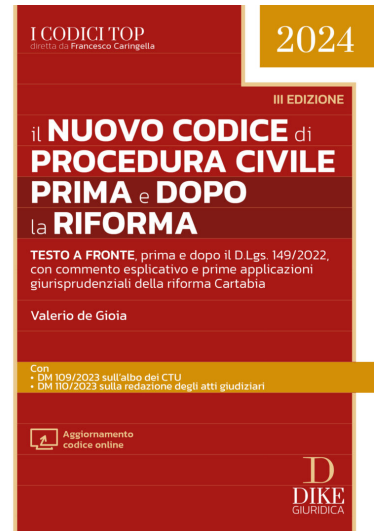 I CODICI TOP
diretta da Francesco Caringella
2024
III EDIZIONE
il NUOVO CODICE di
PROCEDURA CIVILE
PRIMA e DOPO
la RIFORMA
TESTO A FRONTE, prima e dopo il D.Lgs. 149/2022,
con commento esplicativo e prime applicazioni
giurisprudenziali della riforma Cartabia
Valerio de Gioia
Con
• DM 109/2023 sull'albo dei CTU
• DM 110/2023 sulla redazione degli atti giudiziari
Aggiornamento
codice online
D
DIKE
GIURIDICA